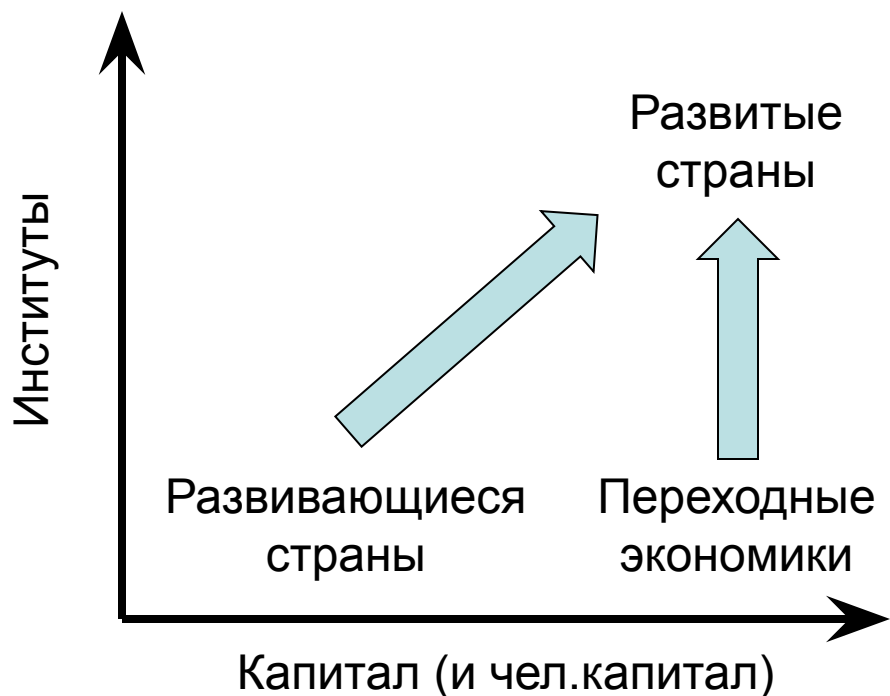 Развитые
страны
Институты
Развивающиеся
страны
Переходные
экономики
Капитал (и чел.капитал)